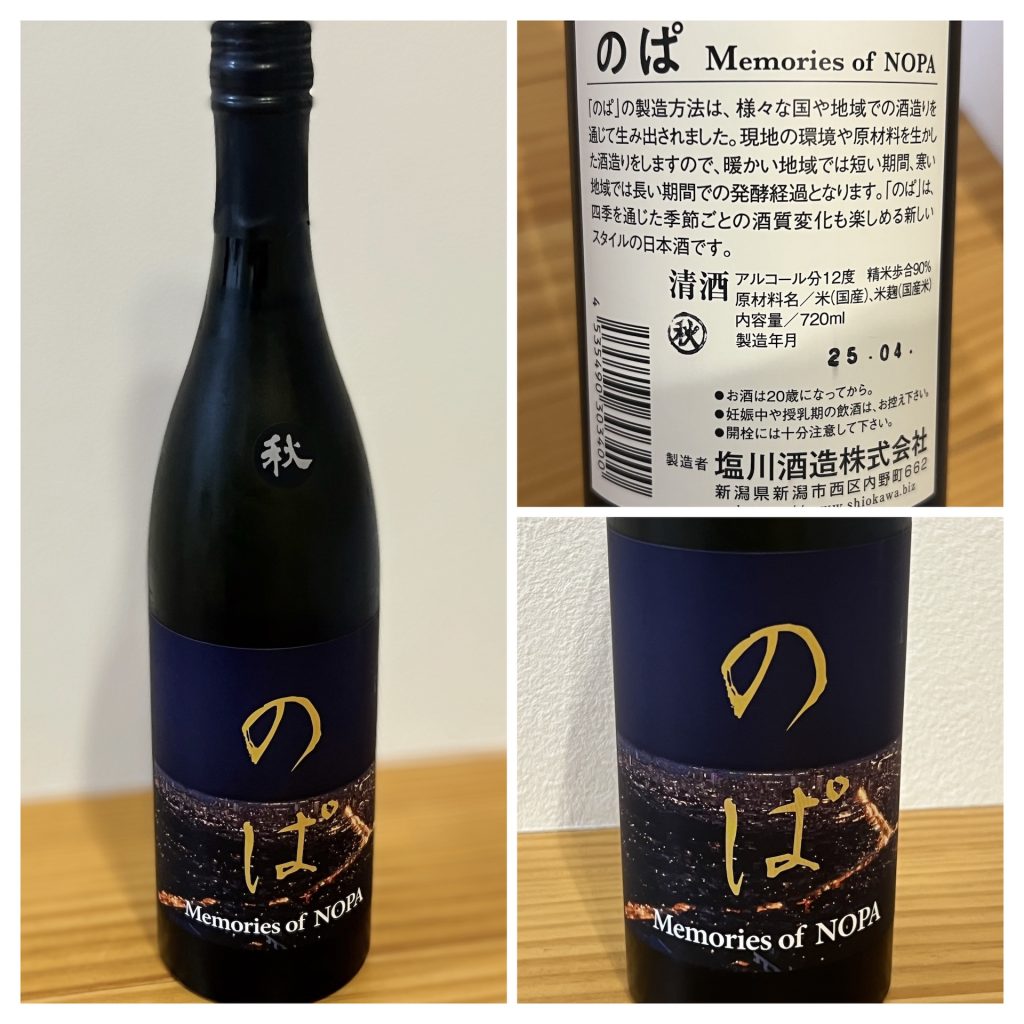 秋
の
ぱ
Memories of NOPA
のぱ Memories of NOPA
「のぱ」の製造方法は、様々な国や地域での酒造りを
通じて生み出されました。現地の環境や原材料を生かし
た酒造りをしますので、暖かい地域では短い期間、寒い
地域では長い期間での発酵経過となります。「のぱ」は、
四季を通じた季節ごとの酒質変化も楽しめる新しい
スタイルの日本酒です。
清酒 アルコール分12度 精米歩合90%
原材料名／米(国産)、米麹(国産米)
秋 内容量／720ml
製造年月
25.04.
●お酒は20歳になってから。
●妊娠中や授乳期の飲酒は、お控え下さい。
●開栓には十分注意して下さい。
製造者 塩川酒造株式会社
新潟県新潟市西区内野町662
shiokawa.biz
4 535490 303400
の
ぱ
Memories of NOPA